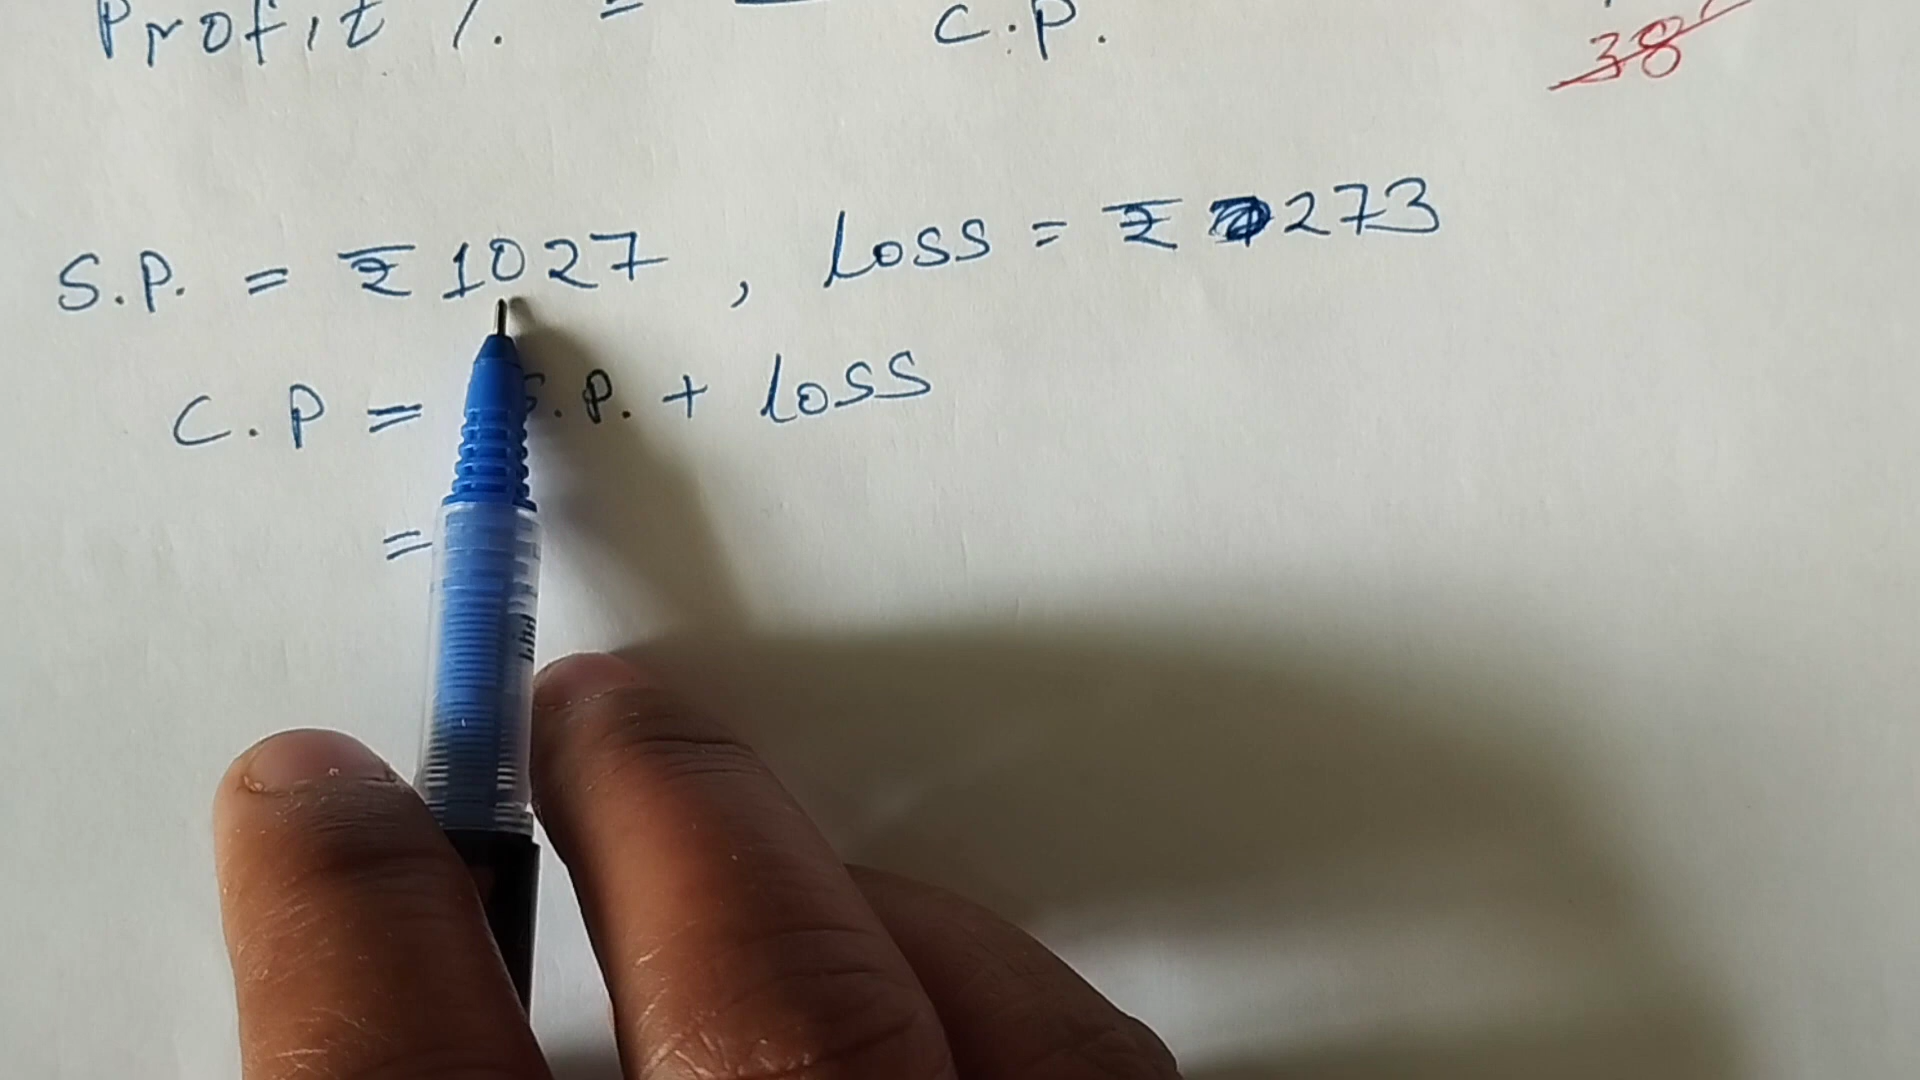 Profit %. =
C.P.
38
S.P. = ₹ 1027, Loss = ₹ 273
C.P = S.P. + Loss
=